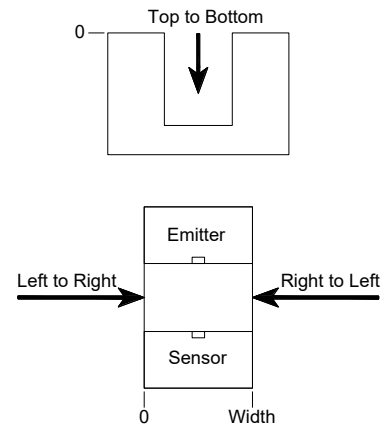 Top to Bottom
0
Emitter
Left to Right
Right to Left
Sensor
0
Width